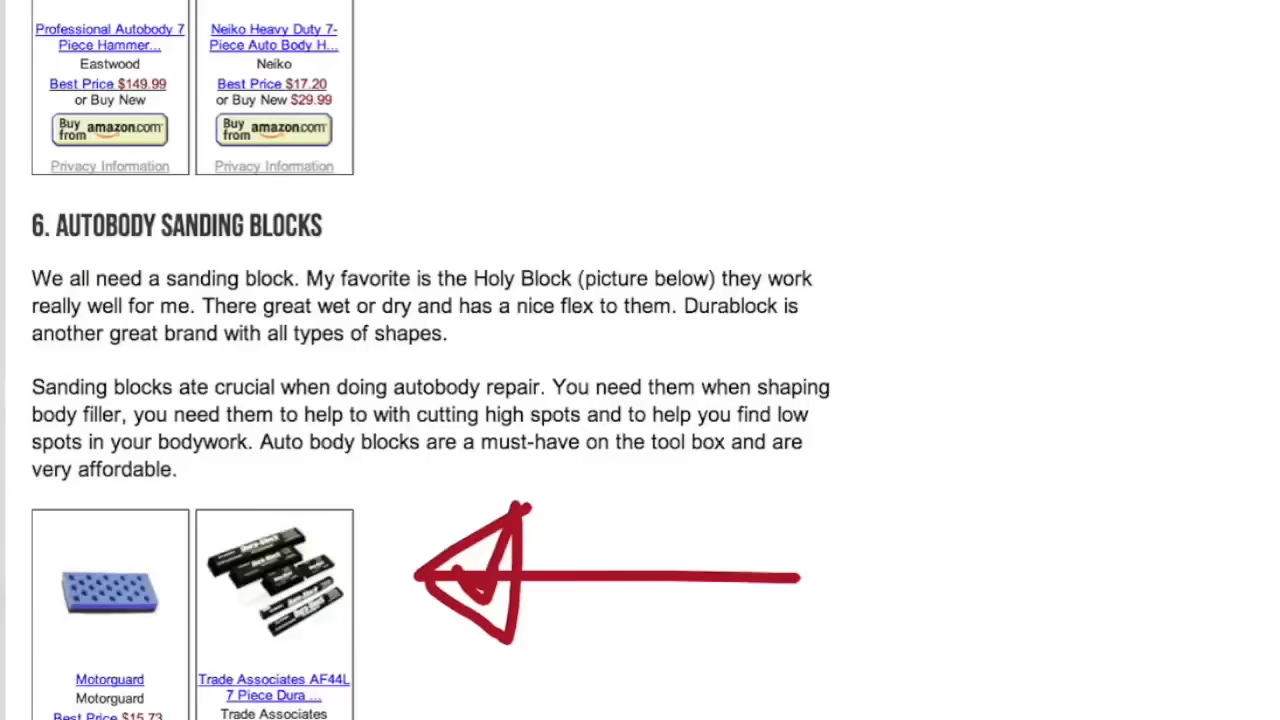 Professional Autobody 7
Piece Hammer...
Eastwood
Best Price $149.99
or Buy New
Buy
from amazon.com
Privacy Information
Neiko Heavy Duty 7-
Piece Auto Body H...
Neiko
Best Price $17.20
or Buy New $29.99
Buy
from amazon.com
Privacy Information
6. AUTOBODY SANDING BLOCKS
We all need a sanding block. My favorite is the Holy Block (picture below) they work
really well for me. There great wet or dry and has a nice flex to them. Durablock is
another great brand with all types of shapes.
Sanding blocks ate crucial when doing autobody repair. You need them when shaping
body filler, you need them to help to with cutting high spots and to help you find low
spots in your bodywork. Auto body blocks are a must-have on the tool box and are
very affordable.
Motorguard
Motorguard
Best Price $15.73
Trade Associates AF44L
7 Piece Dura ...
Trade Associates